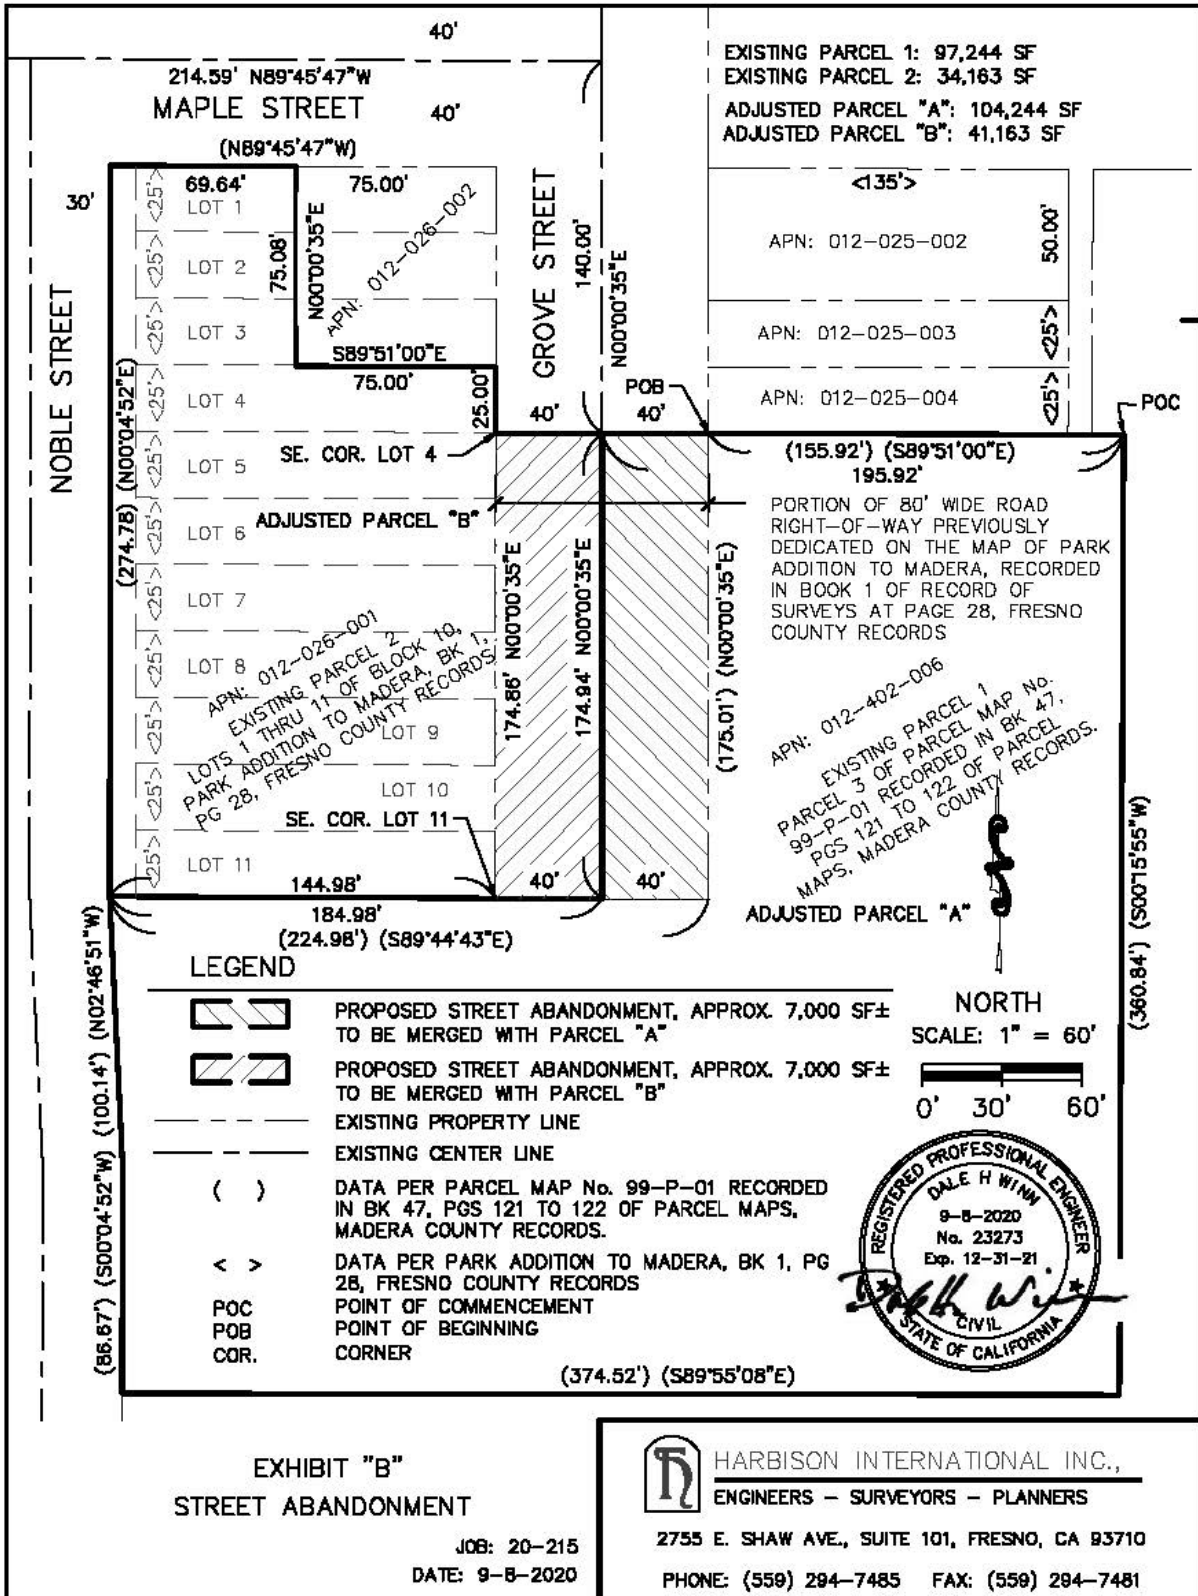 40'
214.59' N89°45'47"W
MAPLE STREET
40'
(N89°45'47"W)
EXISTING PARCEL 1: 97,244 SF
EXISTING PARCEL 2: 34,163 SF
ADJUSTED PARCEL "A": 104,244 SF
ADJUSTED PARCEL "B": 41,163 SF
30'
69.64'
75.00'
<25'>
LOT 1
<25'>
LOT 2
<25'>
LOT 3
<25'>
LOT 4
<25'>
LOT 5
<25'>
LOT 6
<25'>
LOT 7
<25'>
LOT 8
<25'>
LOT 9
<25'>
LOT 10
<25'>
LOT 11
75.08'
N00°00'35"E
APN: 012-026-002
S89°51'00"E
75.00'
25.00'
NOBLE STREET
(274.78) (N00°04'52"E)
GROVE STREET
140.00'
N00°00'35"E
<135'>
APN: 012-025-002
50.00'
APN: 012-025-003
<25'>
APN: 012-025-004
<25'>
POB
POC
40'
40'
SE. COR. LOT 4
(155.92') (S89°51'00"E)
195.92'
ADJUSTED PARCEL "B"
PORTION OF 80' WIDE ROAD
RIGHT-OF-WAY PREVIOUSLY
DEDICATED ON THE MAP OF PARK
ADDITION TO MADERA, RECORDED
IN BOOK 1 OF RECORD OF
SURVEYS AT PAGE 28, FRESNO
COUNTY RECORDS
174.86' N00°00'35"E
174.94' N00°00'35"E
(175.01') (N00°00'35"E)
APN: 012-026-001
EXISTING PARCEL 2
LOTS 1 THRU 11 OF BLOCK 10,
PARK ADDITION TO MADERA, BK 1,
PG 28, FRESNO COUNTY RECORDS
APN: 012-402-006
EXISTING PARCEL 1
PARCEL 3 OF PARCEL MAP No.
99-P-01 RECORDED IN BK 47,
PGS 121 TO 122 OF PARCEL
MAPS, MADERA COUNTY RECORDS.
SE. COR. LOT 11
144.98'
40'
40'
184.98'
(224.98') (S89°44'43"E)
ADJUSTED PARCEL "A"
(360.84') (S00°15'55"W)
(100.14') (N02°46'51"W)
(86.67') (S00°04'52"W)
LEGEND
PROPOSED STREET ABANDONMENT, APPROX. 7,000 SF±
TO BE MERGED WITH PARCEL "A"
PROPOSED STREET ABANDONMENT, APPROX. 7,000 SF±
TO BE MERGED WITH PARCEL "B"
EXISTING PROPERTY LINE
EXISTING CENTER LINE
( ) DATA PER PARCEL MAP No. 99-P-01 RECORDED
IN BK 47, PGS 121 TO 122 OF PARCEL MAPS,
MADERA COUNTY RECORDS.
< > DATA PER PARK ADDITION TO MADERA, BK 1, PG
28, FRESNO COUNTY RECORDS
POC POINT OF COMMENCEMENT
POB POINT OF BEGINNING
COR. CORNER
NORTH
SCALE: 1" = 60'
0' 30' 60'
REGISTERED PROFESSIONAL ENGINEER
DALE H WINN
9-8-2020
No. 23273
Exp. 12-31-21
CIVIL
STATE OF CALIFORNIA
(374.52') (S89°55'08"E)
EXHIBIT "B"
STREET ABANDONMENT
JOB: 20-215
DATE: 9-8-2020
HARBISON INTERNATIONAL INC.,
ENGINEERS - SURVEYORS - PLANNERS
2755 E. SHAW AVE., SUITE 101, FRESNO, CA 93710
PHONE: (559) 294-7485 FAX: (559) 294-7481